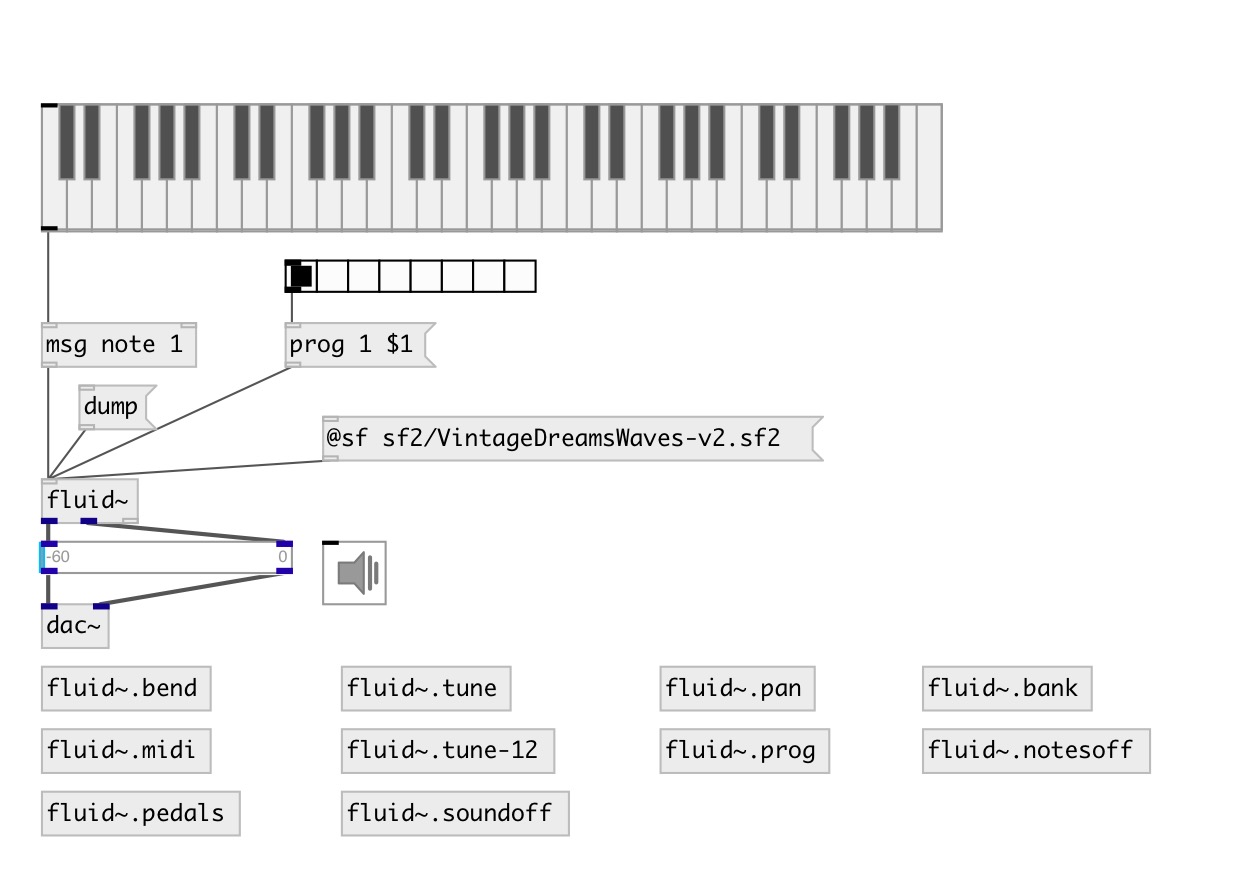 msg note 1
prog 1 $1
dump
@sf sf2/VintageDreamsWaves-v2.sf2
fluid~
-60 0
dac~
fluid~.bend fluid~.tune fluid~.pan fluid~.bank
fluid~.midi fluid~.tune-12 fluid~.prog fluid~.notesoff
fluid~.pedals fluid~.soundoff